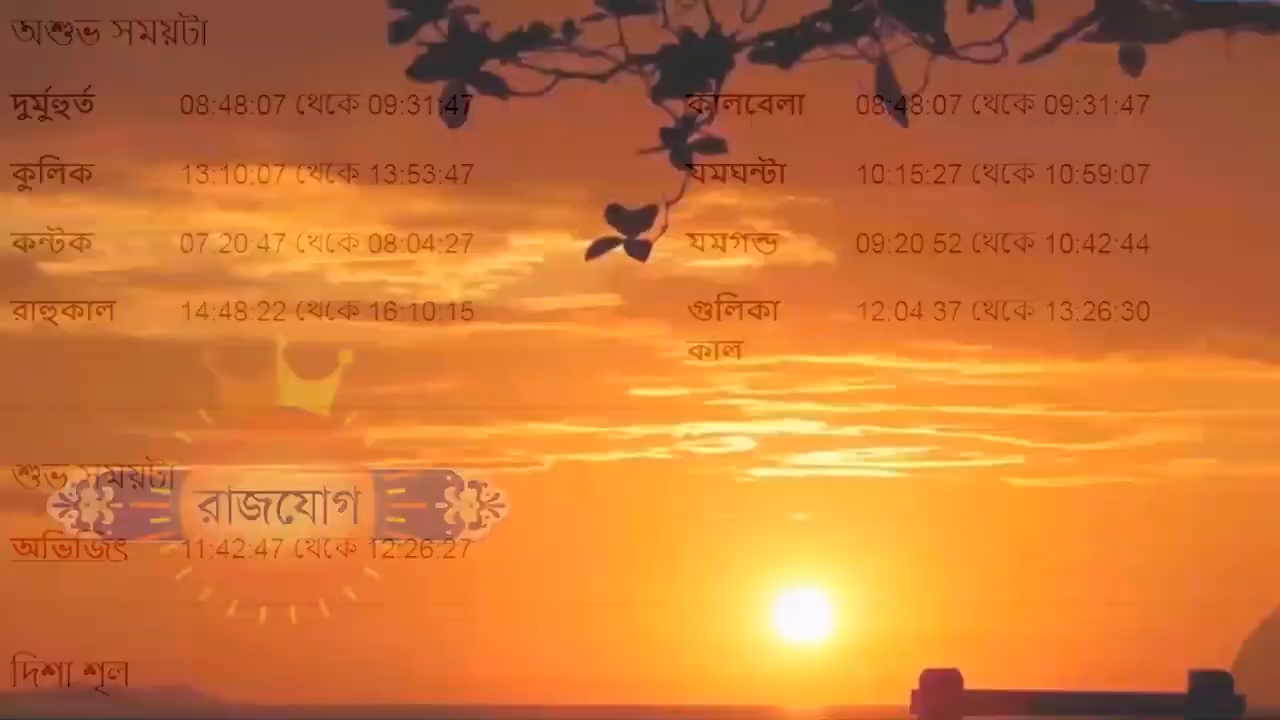 অশুভ সময়টা
দুর্মুহুর্ত 08:48:07 থেকে 09:31:47 কালবেলা 08:48:07 থেকে 09:31:47
কুলিক 13:10:07 থেকে 13:53:47 যমঘন্টা 10:15:27 থেকে 10:59:07
কন্টক 07:20:47 থেকে 08:04:27 যমগন্ড 09:20:52 থেকে 10:42:44
রাহুকাল 14:48:22 থেকে 16:10:15 গুলিকা 12:04:37 থেকে 13:26:30
কাল
শুভ সময়টা
রাজযোগ
অভিজিৎ 11:42:47 থেকে 12:26:27
দিশা শূল